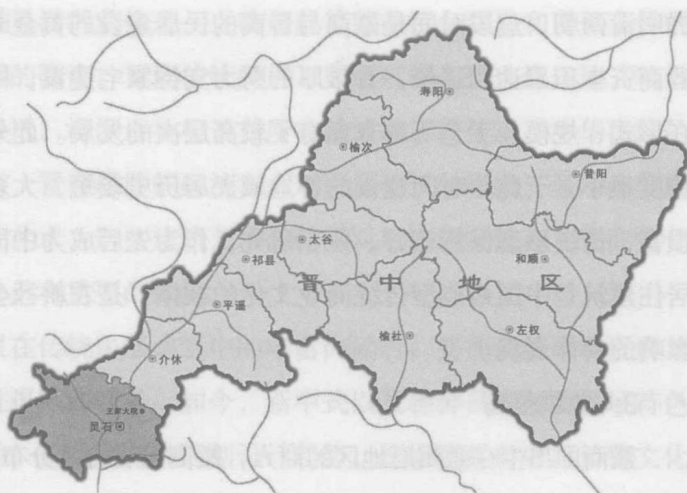 寿阳
榆次
昔阳
太谷
祁县
和顺
晋中地区
平遥
榆社
左权
介休
王家大院
灵石